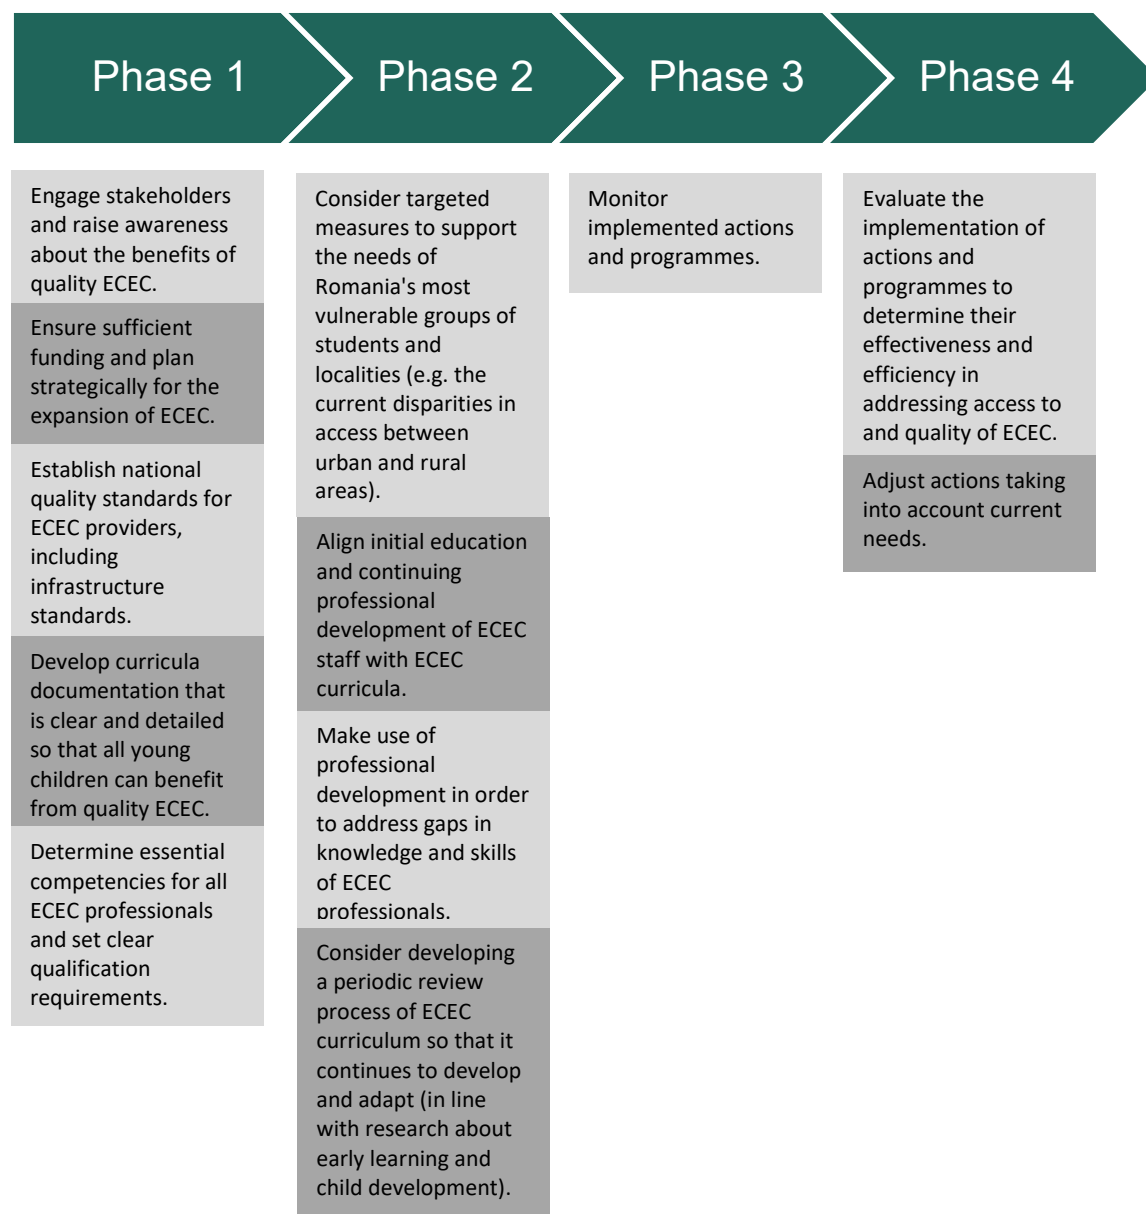 Phase 1
Phase 2
Phase 3
Phase 4
Engage stakeholders
and raise awareness
about the benefits of
quality ECEC.
Ensure sufficient
funding and plan
strategically for the
expansion of ECEC.
Establish national
quality standards for
ECEC providers,
including
infrastructure
standards.
Develop curricula
documentation that
is clear and detailed
so that all young
children can benefit
from quality ECEC.
Determine essential
competencies for all
ECEC professionals
and set clear
qualification
requirements.
Consider targeted
measures to support
the needs of
Romania's most
vulnerable groups of
students and
localities (e.g. the
current disparities in
access between
urban and rural
areas).
Align initial education
and continuing
professional
development of ECEC
staff with ECEC
curricula.
Make use of
professional
development in order
to address gaps in
knowledge and skills
of ECEC
professionals.
Consider developing
a periodic review
process of ECEC
curriculum so that it
continues to develop
and adapt (in line
with research about
early learning and
child development).
Monitor
implemented actions
and programmes.
Evaluate the
implementation of
actions and
programmes to
determine their
effectiveness and
efficiency in
addressing access to
and quality of ECEC.
Adjust actions taking
into account current
needs.